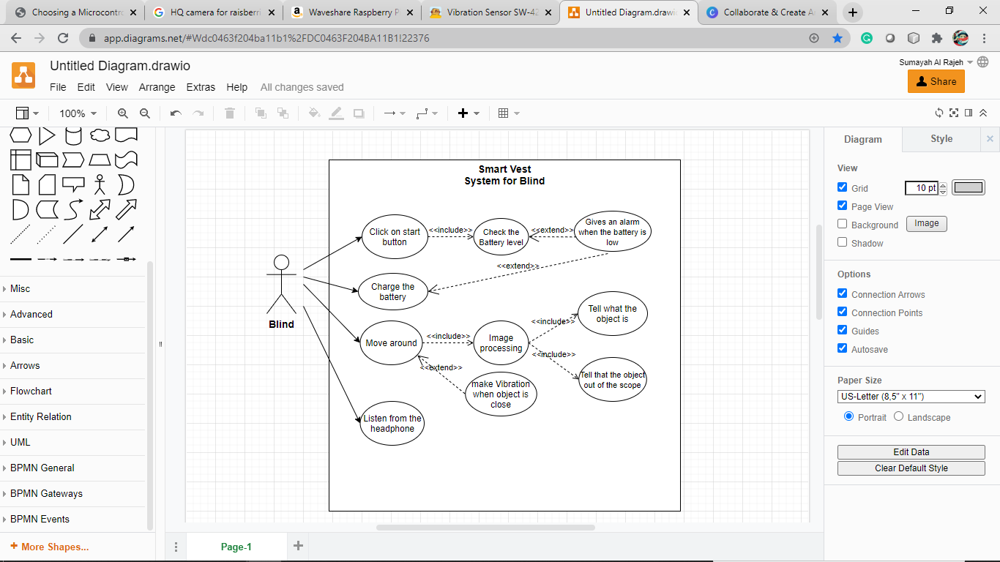 Choosing a Microcontro
HQ camera for raisberri
Waveshare Raspberry P
Vibration Sensor SW-42
Untitled Diagram.drawio
Collaborate & Create A
app.diagrams.net/#Wdc0463f204ba11b1%2FDC0463F204BA11B1!22376
Untitled Diagram.drawio
Sumayah Al Rajeh
File Edit View Arrange Extras Help All changes saved
Share
100%
Diagram
Style
View
Grid
10 pt
Page View
Background
Image
Shadow
Options
Connection Arrows
Connection Points
Guides
Autosave
Paper Size
US-Letter (8,5" x 11")
Portrait
Landscape
Edit Data
Clear Default Style
Misc
Advanced
Basic
Arrows
Flowchart
Entity Relation
UML
BPMN General
BPMN Gateways
BPMN Events
+ More Shapes...
Smart Vest
System for Blind
Click on start
button
<<include>>
Check the
Battery level
<<extend>>
Gives an alarm
when the battery is
low
<<extend>>
Charge the
battery
Blind
Move around
<<include>>
Image
processing
<<include>>
Tell what the
object is
<<include>>
Tell that the object
out of the scope
<<extend>>
make Vibration
when object is
close
Listen from the
headphone
Page-1